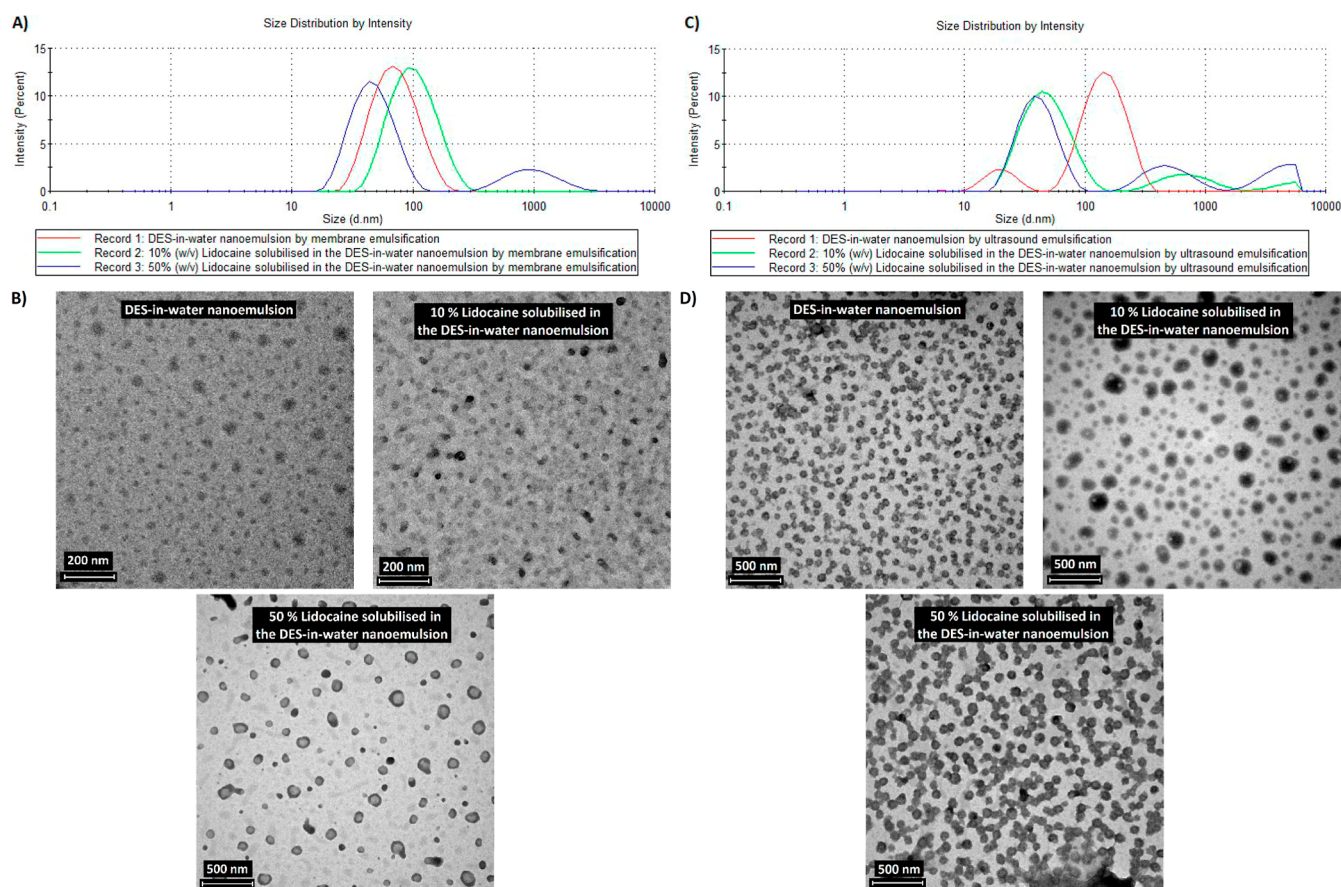 A)
Size Distribution by Intensity
15
10
5
0
Intensity (Percent)
0.1 1 10 100 1000 10000
Size (d.nm)
Record 1: DES-in-water nanoemulsion by membrane emulsification
Record 2: 10% (w/v) Lidocaine solubilised in the DES-in-water nanoemulsion by membrane emulsification
Record 3: 50% (w/v) Lidocaine solubilised in the DES-in-water nanoemulsion by membrane emulsification
C)
Size Distribution by Intensity
15
10
5
0
Intensity (Percent)
0.1 1 10 100 1000 10000
Size (d.nm)
Record 1: DES-in-water nanoemulsion by ultrasound emulsification
Record 2: 10% (w/v) Lidocaine solubilised in the DES-in-water nanoemulsion by ultrasound emulsification
Record 3: 50% (w/v) Lidocaine solubilised in the DES-in-water nanoemulsion by ultrasound emulsification
B)
DES-in-water nanoemulsion
200 nm
10 % Lidocaine solubilised in
the DES-in-water nanoemulsion
200 nm
50 % Lidocaine solubilised in
the DES-in-water nanoemulsion
500 nm
D)
DES-in-water nanoemulsion
500 nm
10 % Lidocaine solubilised in
the DES-in-water nanoemulsion
500 nm
50 % Lidocaine solubilised in
the DES-in-water nanoemulsion
500 nm